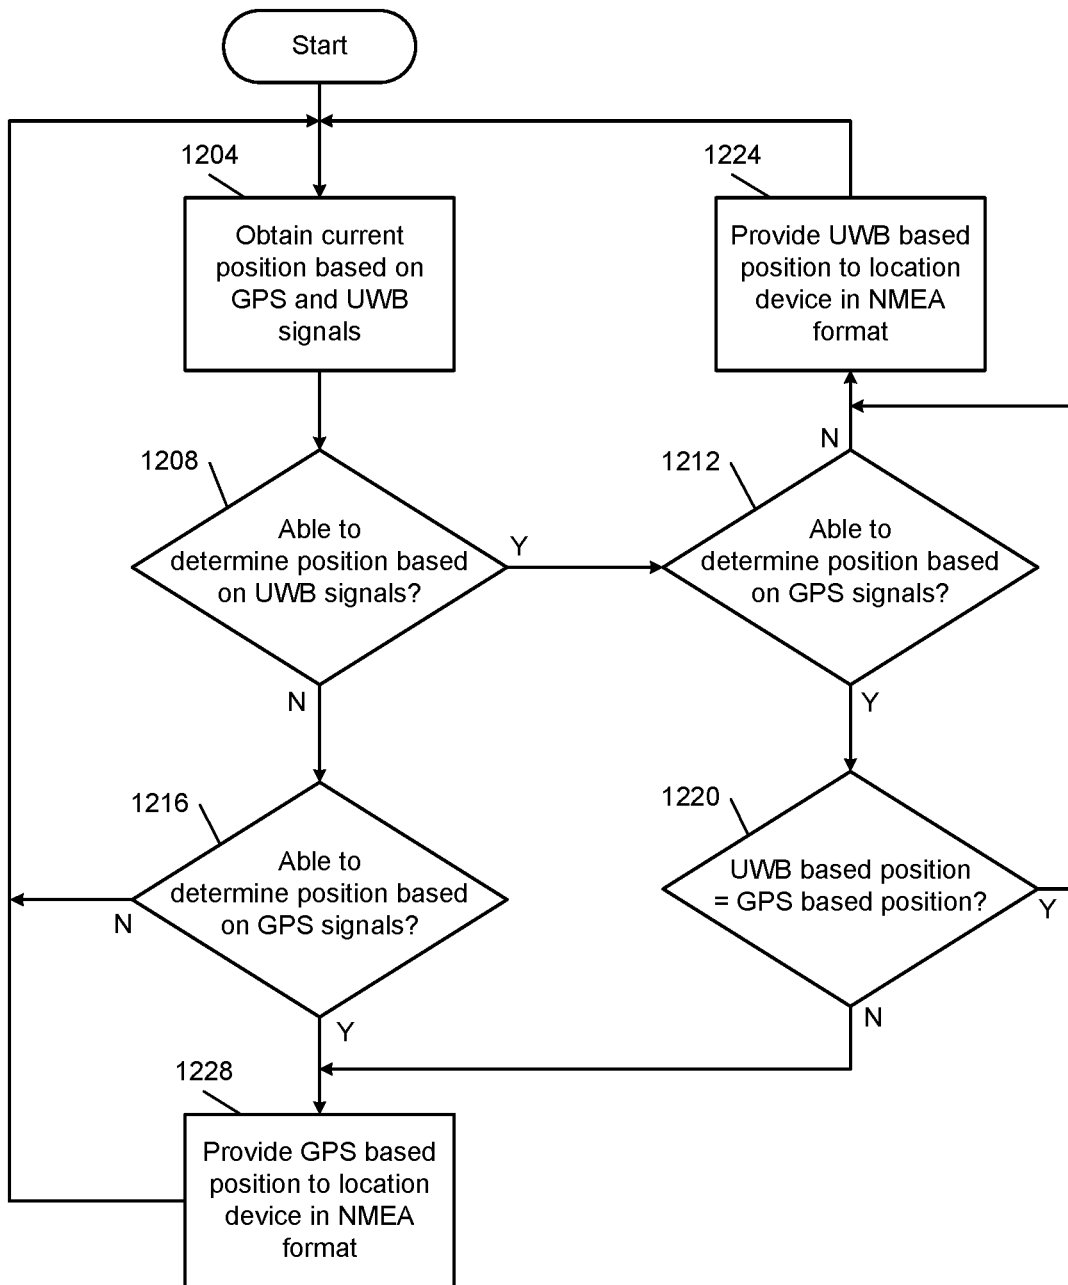 Start
1204
Obtain current
position based on
GPS and UWB
signals
1224
Provide UWB based
position to location
device in NMEA
format
1208
Able to
determine position based
on UWB signals?
Y
N
1212
Able to
determine position based
on GPS signals?
N
Y
1216
Able to
determine position based
on GPS signals?
N
Y
1220
UWB based position
= GPS based position?
Y
N
1228
Provide GPS based
position to location
device in NMEA
format